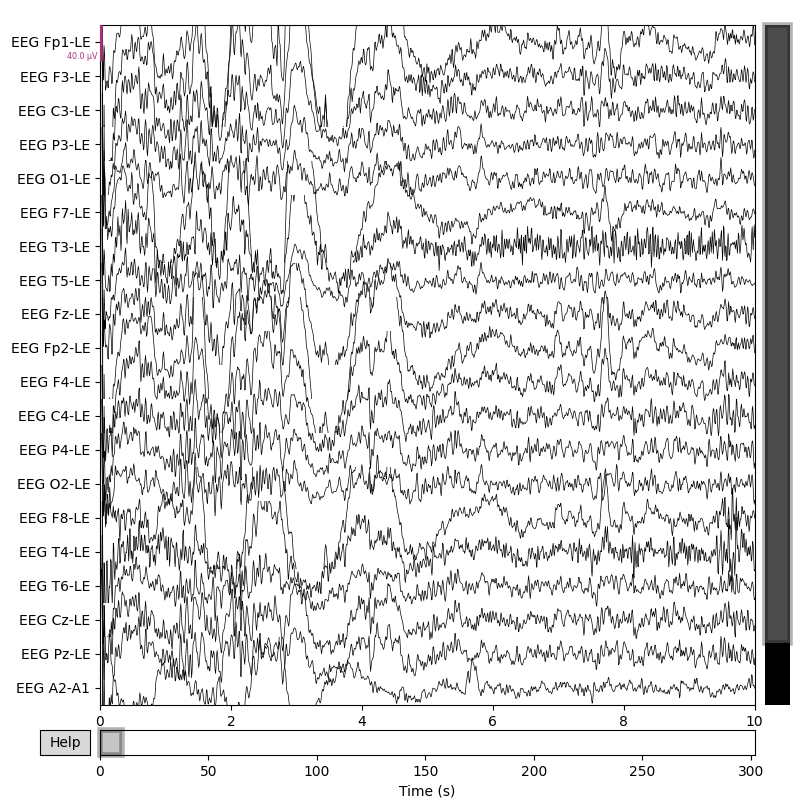 EEG Fp1-LE
40.0 µV
EEG F3-LE
EEG C3-LE
EEG P3-LE
EEG O1-LE
EEG F7-LE
EEG T3-LE
EEG T5-LE
EEG Fz-LE
EEG Fp2-LE
EEG F4-LE
EEG C4-LE
EEG P4-LE
EEG O2-LE
EEG F8-LE
EEG T4-LE
EEG T6-LE
EEG Cz-LE
EEG Pz-LE
EEG A2-A1
0 2 4 6 8 10
Help
0 50 100 150 200 250 300
Time (s)